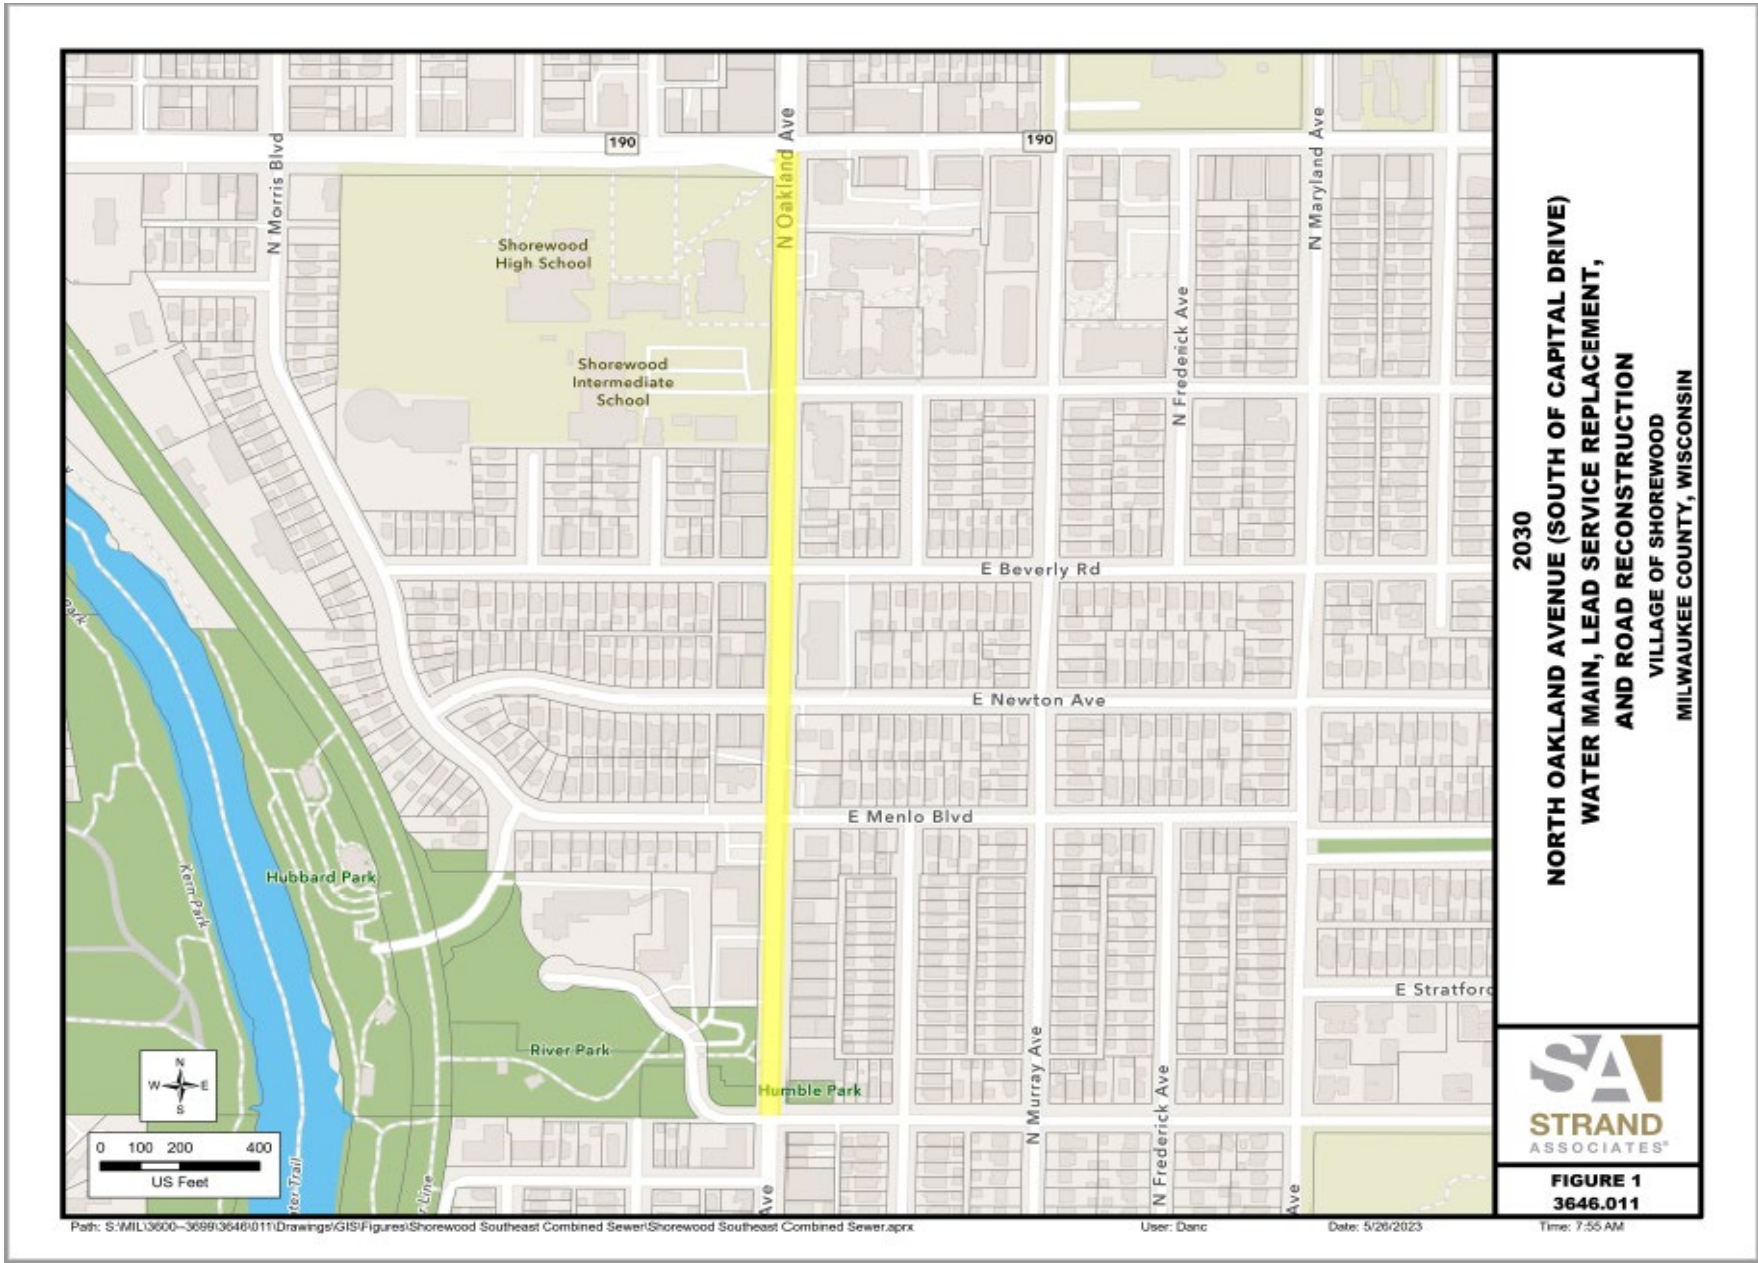 190
190
N Morris Blvd
N Oakland Ave
N Maryland Ave
Shorewood
High School
Shorewood
Intermediate
School
N Frederick Ave
E Beverly Rd
E Newton Ave
E Menlo Blvd
Hubbard Park
Kern Park
Park
E Stratford
River Park
Humble Park
N Murray Ave
N Frederick Ave
Ave
Ave
ter Trail
r Line
N
W
E
S
0 100 200 400
US Feet
2030
NORTH OAKLAND AVENUE (SOUTH OF CAPITAL DRIVE)
WATER MAIN, LEAD SERVICE REPLACEMENT,
AND ROAD RECONSTRUCTION
VILLAGE OF SHOREWOOD
MILWAUKEE COUNTY, WISCONSIN
SA
STRAND
ASSOCIATES®
FIGURE 1
3646.011
Path: S:\MIL\3600--3699\3646\011\Drawings\GIS\Figures\Shorewood Southeast Combined Sewer\Shorewood Southeast Combined Sewer.aprx
User: Danc
Date: 5/26/2023
Time: 7:55 AM